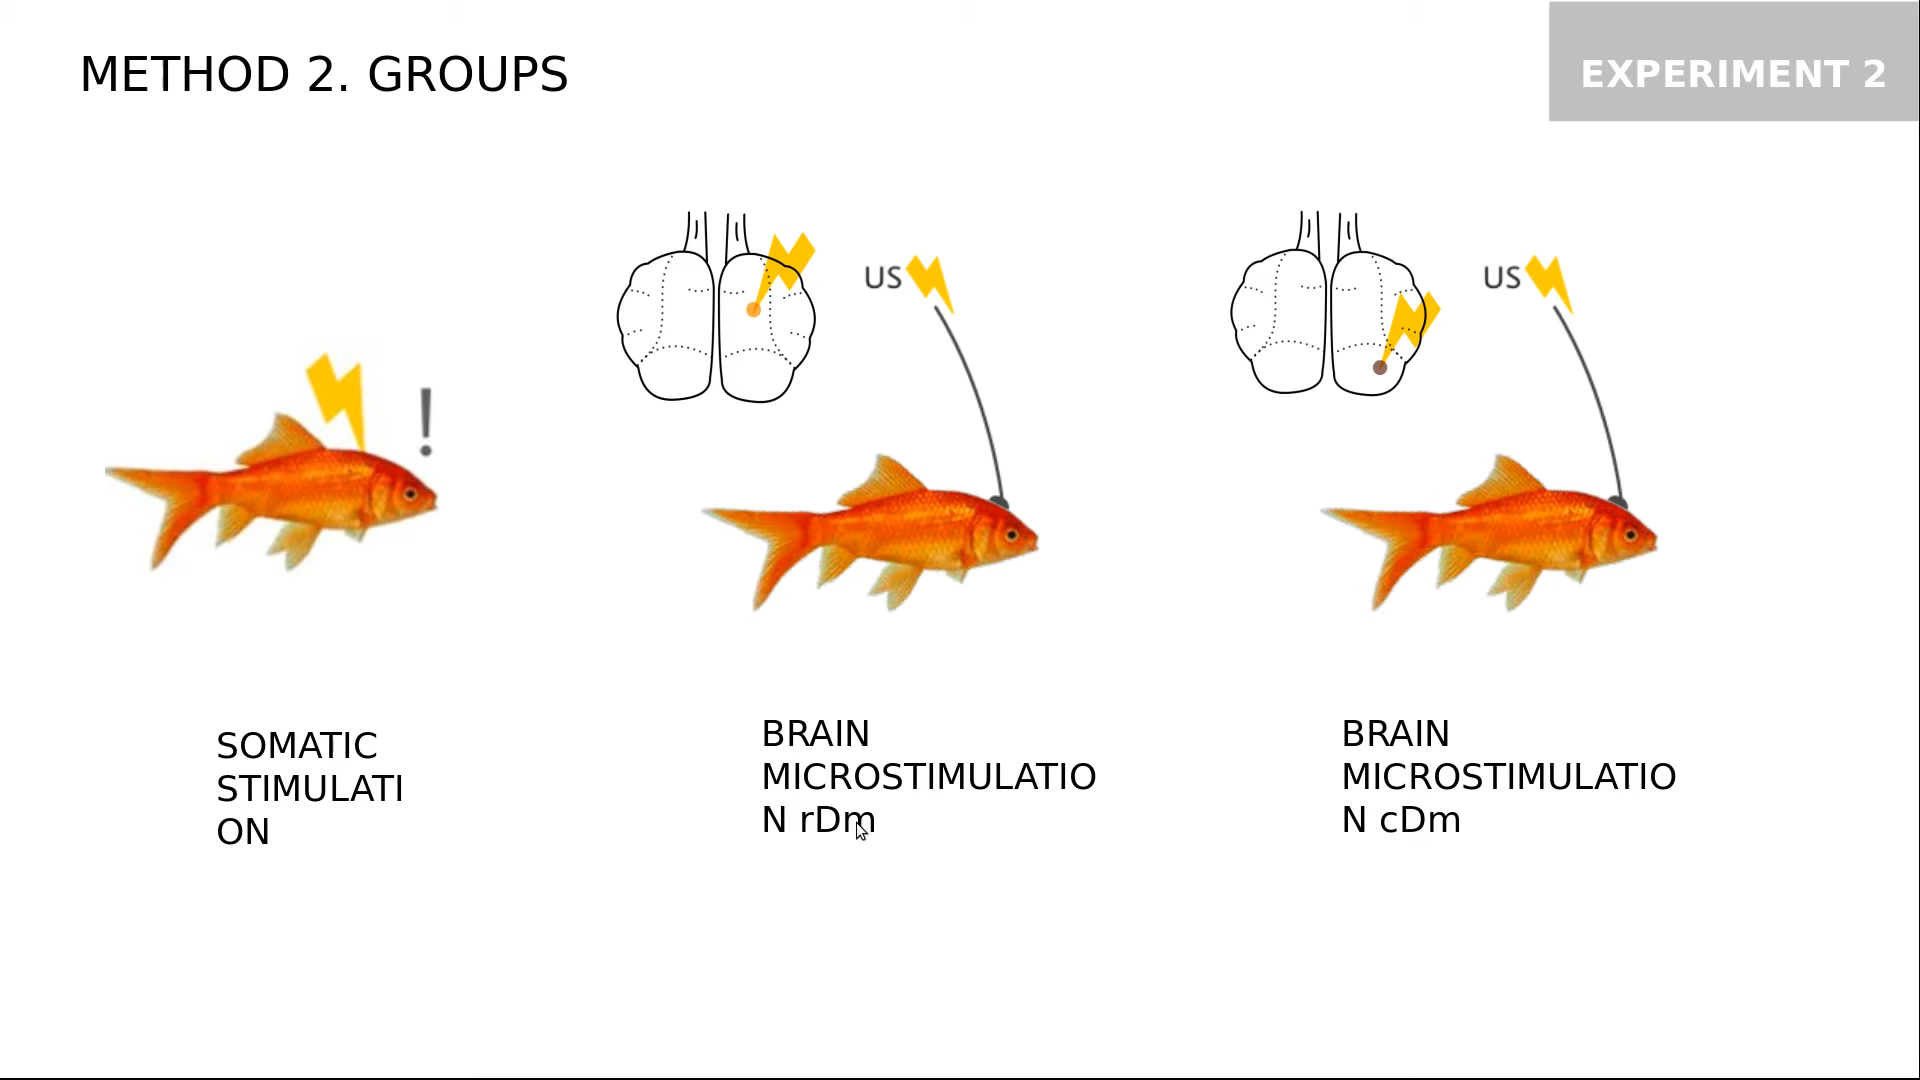 METHOD 2. GROUPS
EXPERIMENT 2
US
US
!
SOMATIC
STIMULATI
ON
BRAIN
MICROSTIMULATIO
N rDm
BRAIN
MICROSTIMULATIO
N cDm